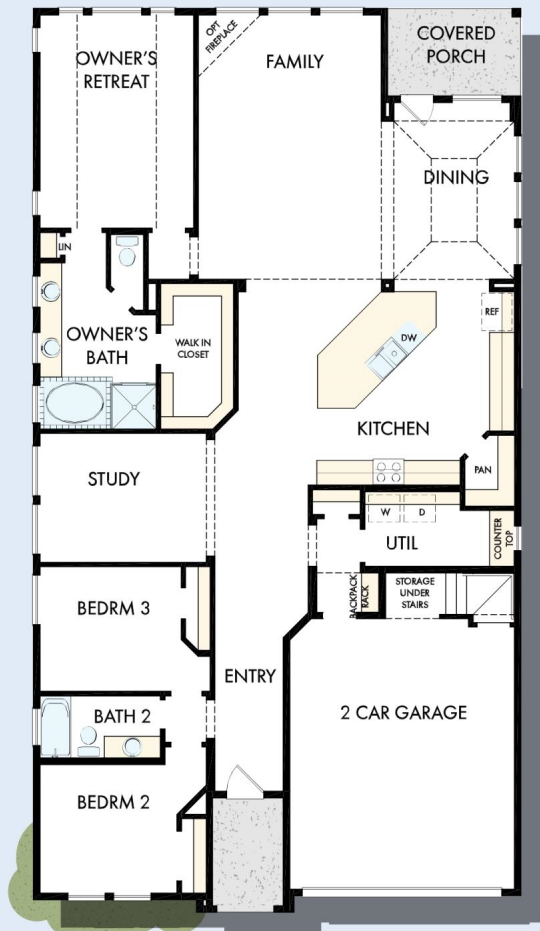 OWNER'S
RETREAT
OPT
FIREPLACE
FAMILY
COVERED
PORCH
DINING
LIN
OWNER'S
BATH
WALK IN
CLOSET
REF
DW
KITCHEN
PAN
STUDY
W D
UTIL
COUNTER
TOP
BEDRM 3
BACKPACK
RACK
STORAGE
UNDER
STAIRS
ENTRY
2 CAR GARAGE
BATH 2
BEDRM 2